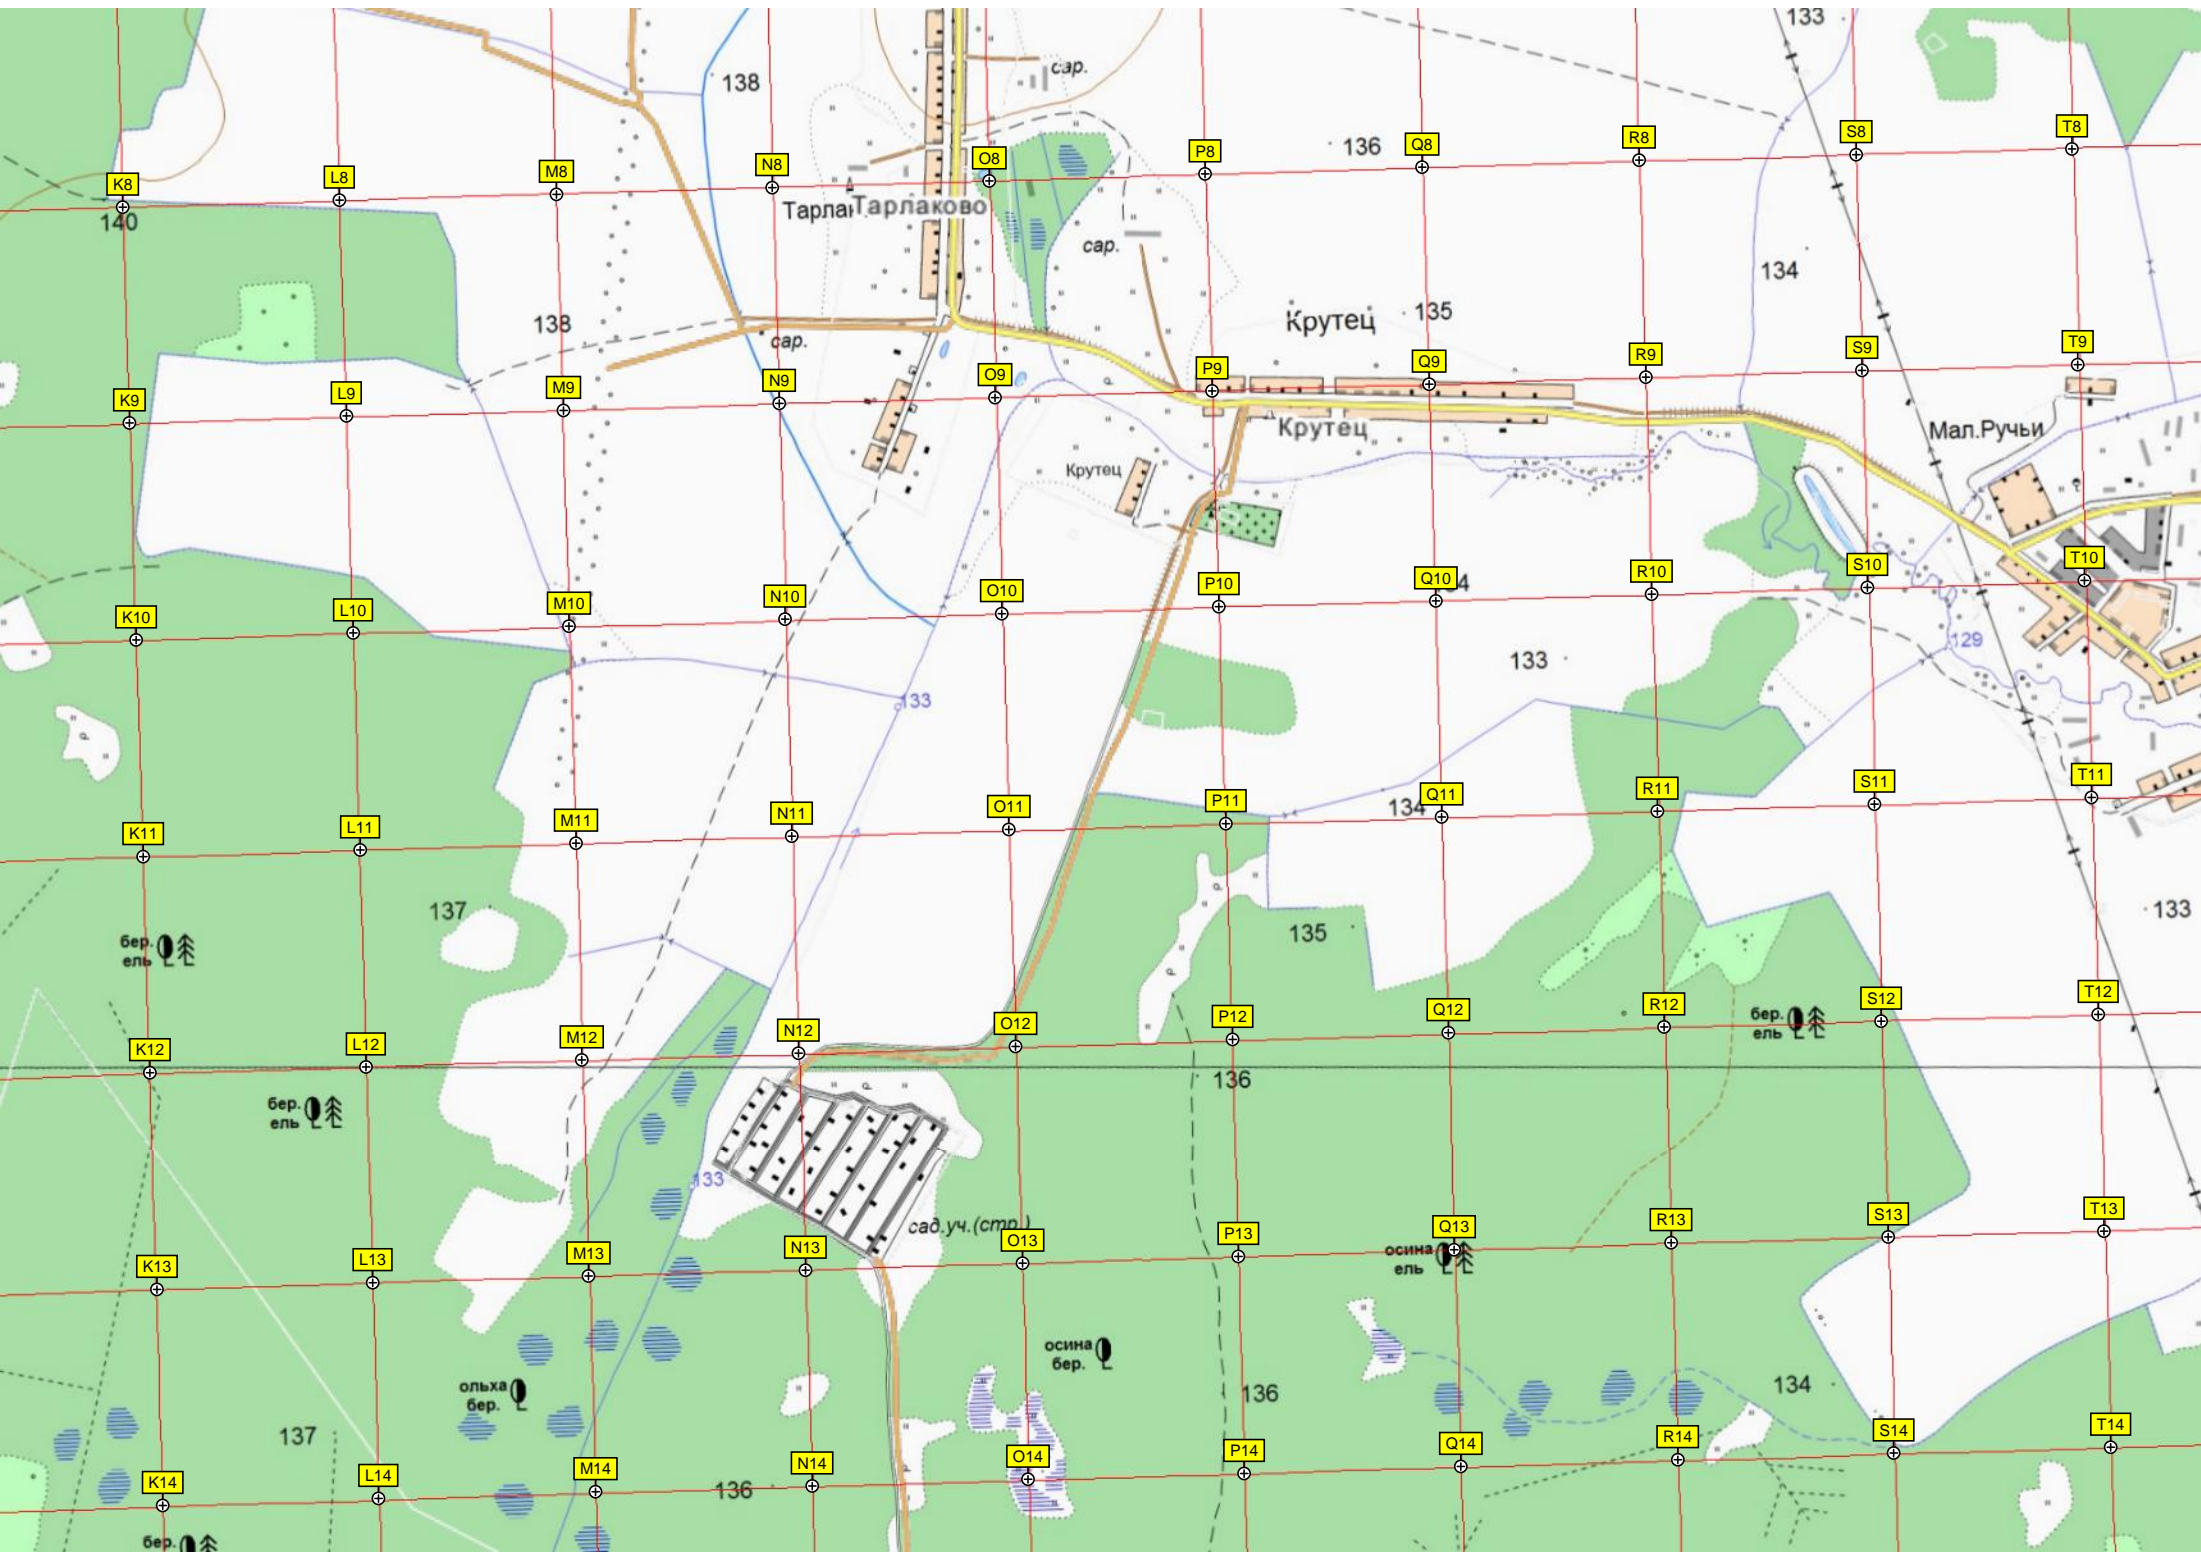 133
138
сар.
K8
L8
M8
N8
O8
P8
136
Q8
R8
S8
T8
140
Тарлаково
сар.
134
138
Крутец
135
сар.
K9
L9
M9
N9
O9
P9
Q9
R9
S9
T9
Крутец
Мал.Ручьи
Крутец
K10
L10
M10
N10
O10
P10
Q10
R10
S10
T10
129
133
133
K11
L11
M11
N11
O11
P11
134
Q11
R11
S11
T11
137
135
133
бер.
ель
K12
L12
M12
N12
O12
P12
Q12
R12
бер.
ель
S12
T12
136
бер.
ель
133
сад.уч.(стр.)
K13
L13
M13
N13
O13
P13
Q13
R13
S13
T13
осина
ель
осина
бер.
ольха
бер.
136
134
137
K14
L14
M14
136
N14
O14
P14
Q14
R14
S14
T14
бер.